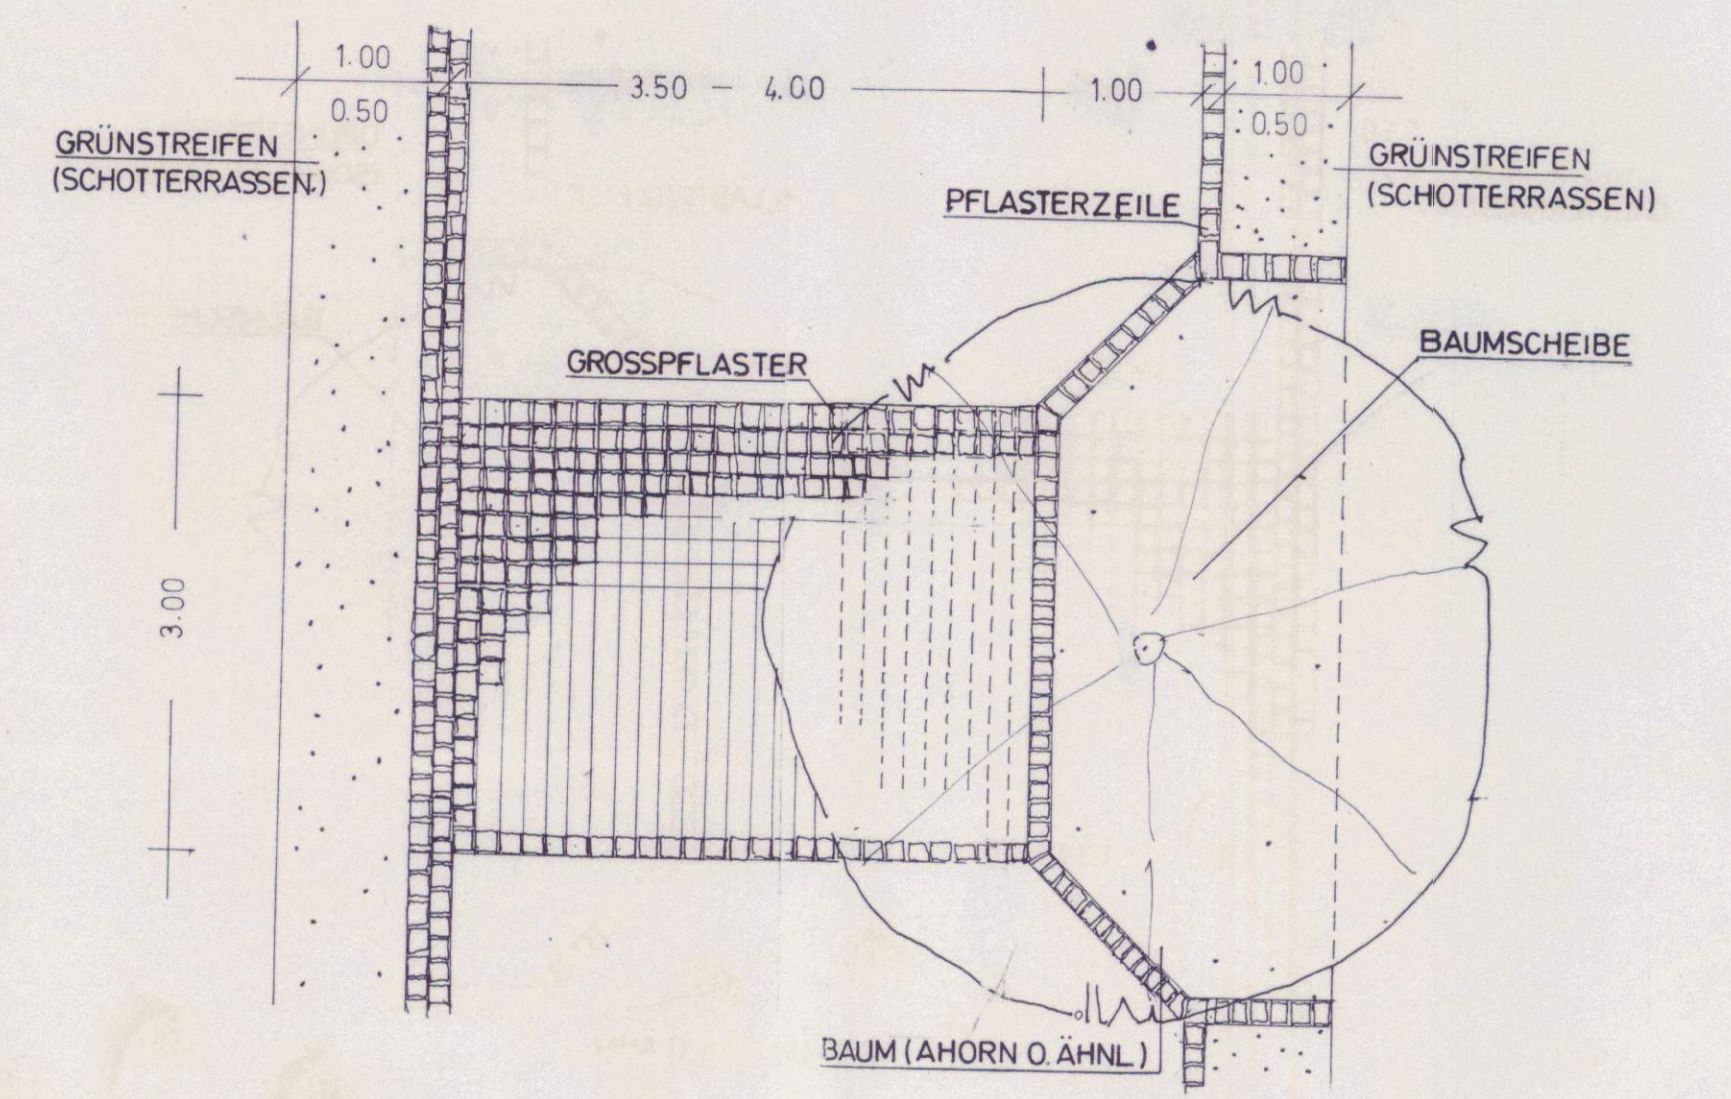 1.00
3.50 - 4.00
1.00
1.00
0.50
0.50
GRÜNSTREIFEN
(SCHOTTERRASSEN)
GRÜNSTREIFEN
(SCHOTTERRASSEN)
PFLASTERZEILE
BAUMSCHEIBE
GROSSPFLASTER
3.00
BAUM (AHORN O. ÄHNL)